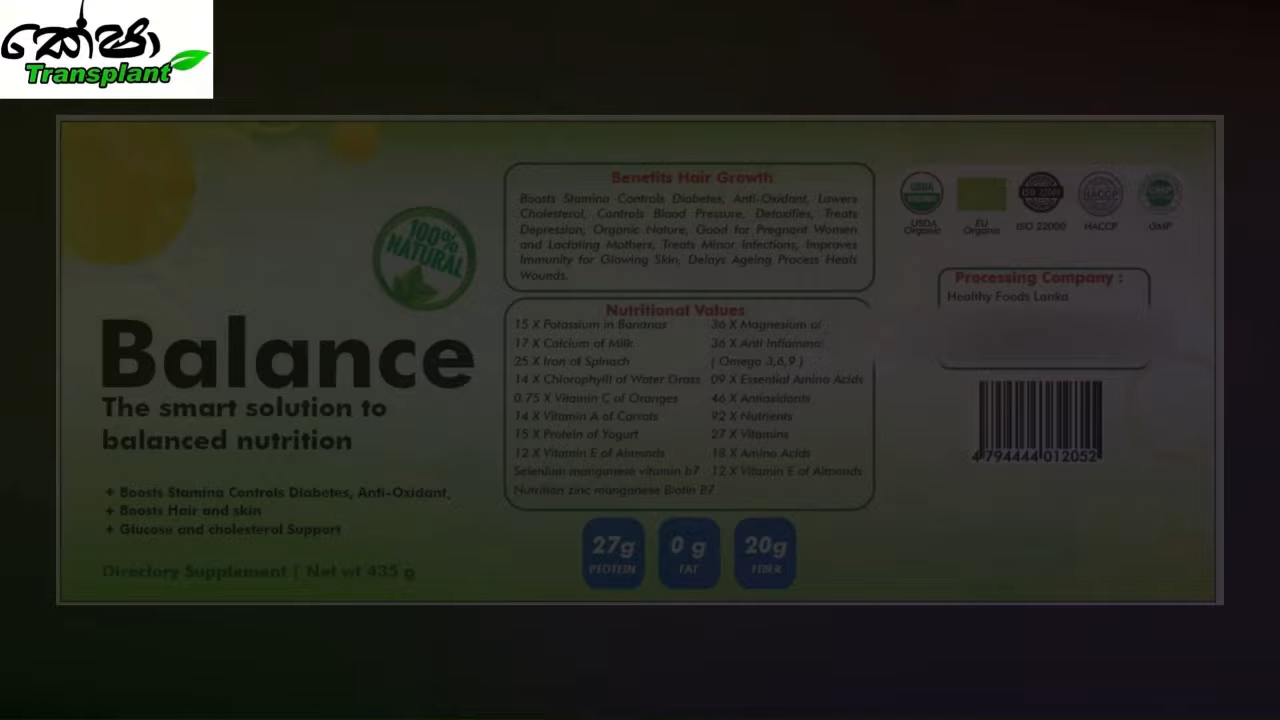 කේෂා
Transplant
100%
NATURAL
Balance
The smart solution to
balanced nutrition
+ Boosts Stamina Controls Diabetes, Anti-Oxidant,
+ Boosts Hair and skin
+ Glucose and cholesterol Support
Directory Supplement | Net wt 435 g
Benefits Hair Growth
Boosts Stamina Controls Diabetes, Anti-Oxidant, Lowers
Cholesterol, Controls Blood Pressure, Detoxifies, Treats
Depression, Organic Nature, Good for Pregnant Women
and Lactating Mothers, Treats Minor Infections, Improves
Immunity for Glowing Skin, Delays Ageing Process Heals
Wounds.
Nutritional Values
15 X Potassium in Bananas
17 X Calcium of Milk
25 X Iron of Spinach
14 X Chlorophyill of Water Grass
0.75 X Vitamin C of Oranges
14 X Vitamin A of Carrots
15 X Protein of Yogurt
12 X Vitamin E of Almonds
Selenium manganese vitamin b7
Nutrition zinc manganese Biotin B7
36 X Magnesium of
36 X Anti
( Omega 3,6,9 )
09 X Essential Amino Acids
46 X Antioxidants
92 X Nutrients
27 X Vitamins
18 X Amino Acids
12 X Vitamin E of Almonds
27g
PROTEIN
0 g
FAT
20g
FIBER
USDA
ORGANIC
USDA
Organic
EU
Organic
ISO 22000
ISO 22000
HACCP
HACCP
GMP
GMP
Processing Company :
Healthy Foods Lanka
4 794444 012052